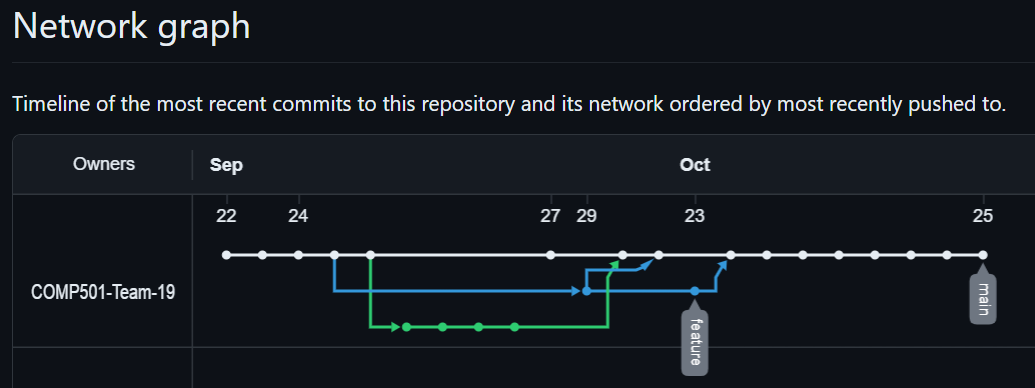 Network graph
Timeline of the most recent commits to this repository and its network ordered by most recently pushed to.
Owners Sep Oct
22 24 27 29 23 25
COMP501-Team-19
main
feature